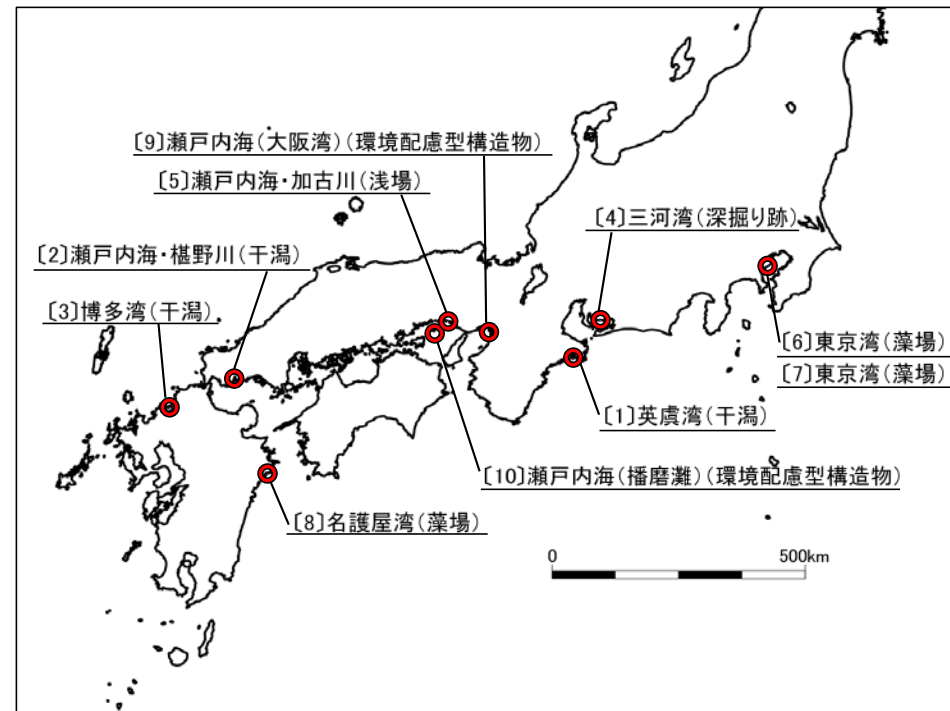 〔9〕瀬戸内海(大阪湾)(環境配慮型構造物)
〔5〕瀬戸内海・加古川(浅場)
〔4〕三河湾(深掘り跡)
〔2〕瀬戸内海・椹野川(干潟)
〔3〕博多湾(干潟)
〔6〕東京湾(藻場)
〔7〕東京湾(藻場)
〔1〕英虞湾(干潟)
〔10〕瀬戸内海(播磨灘)(環境配慮型構造物)
〔8〕名護屋湾(藻場)
0 500km